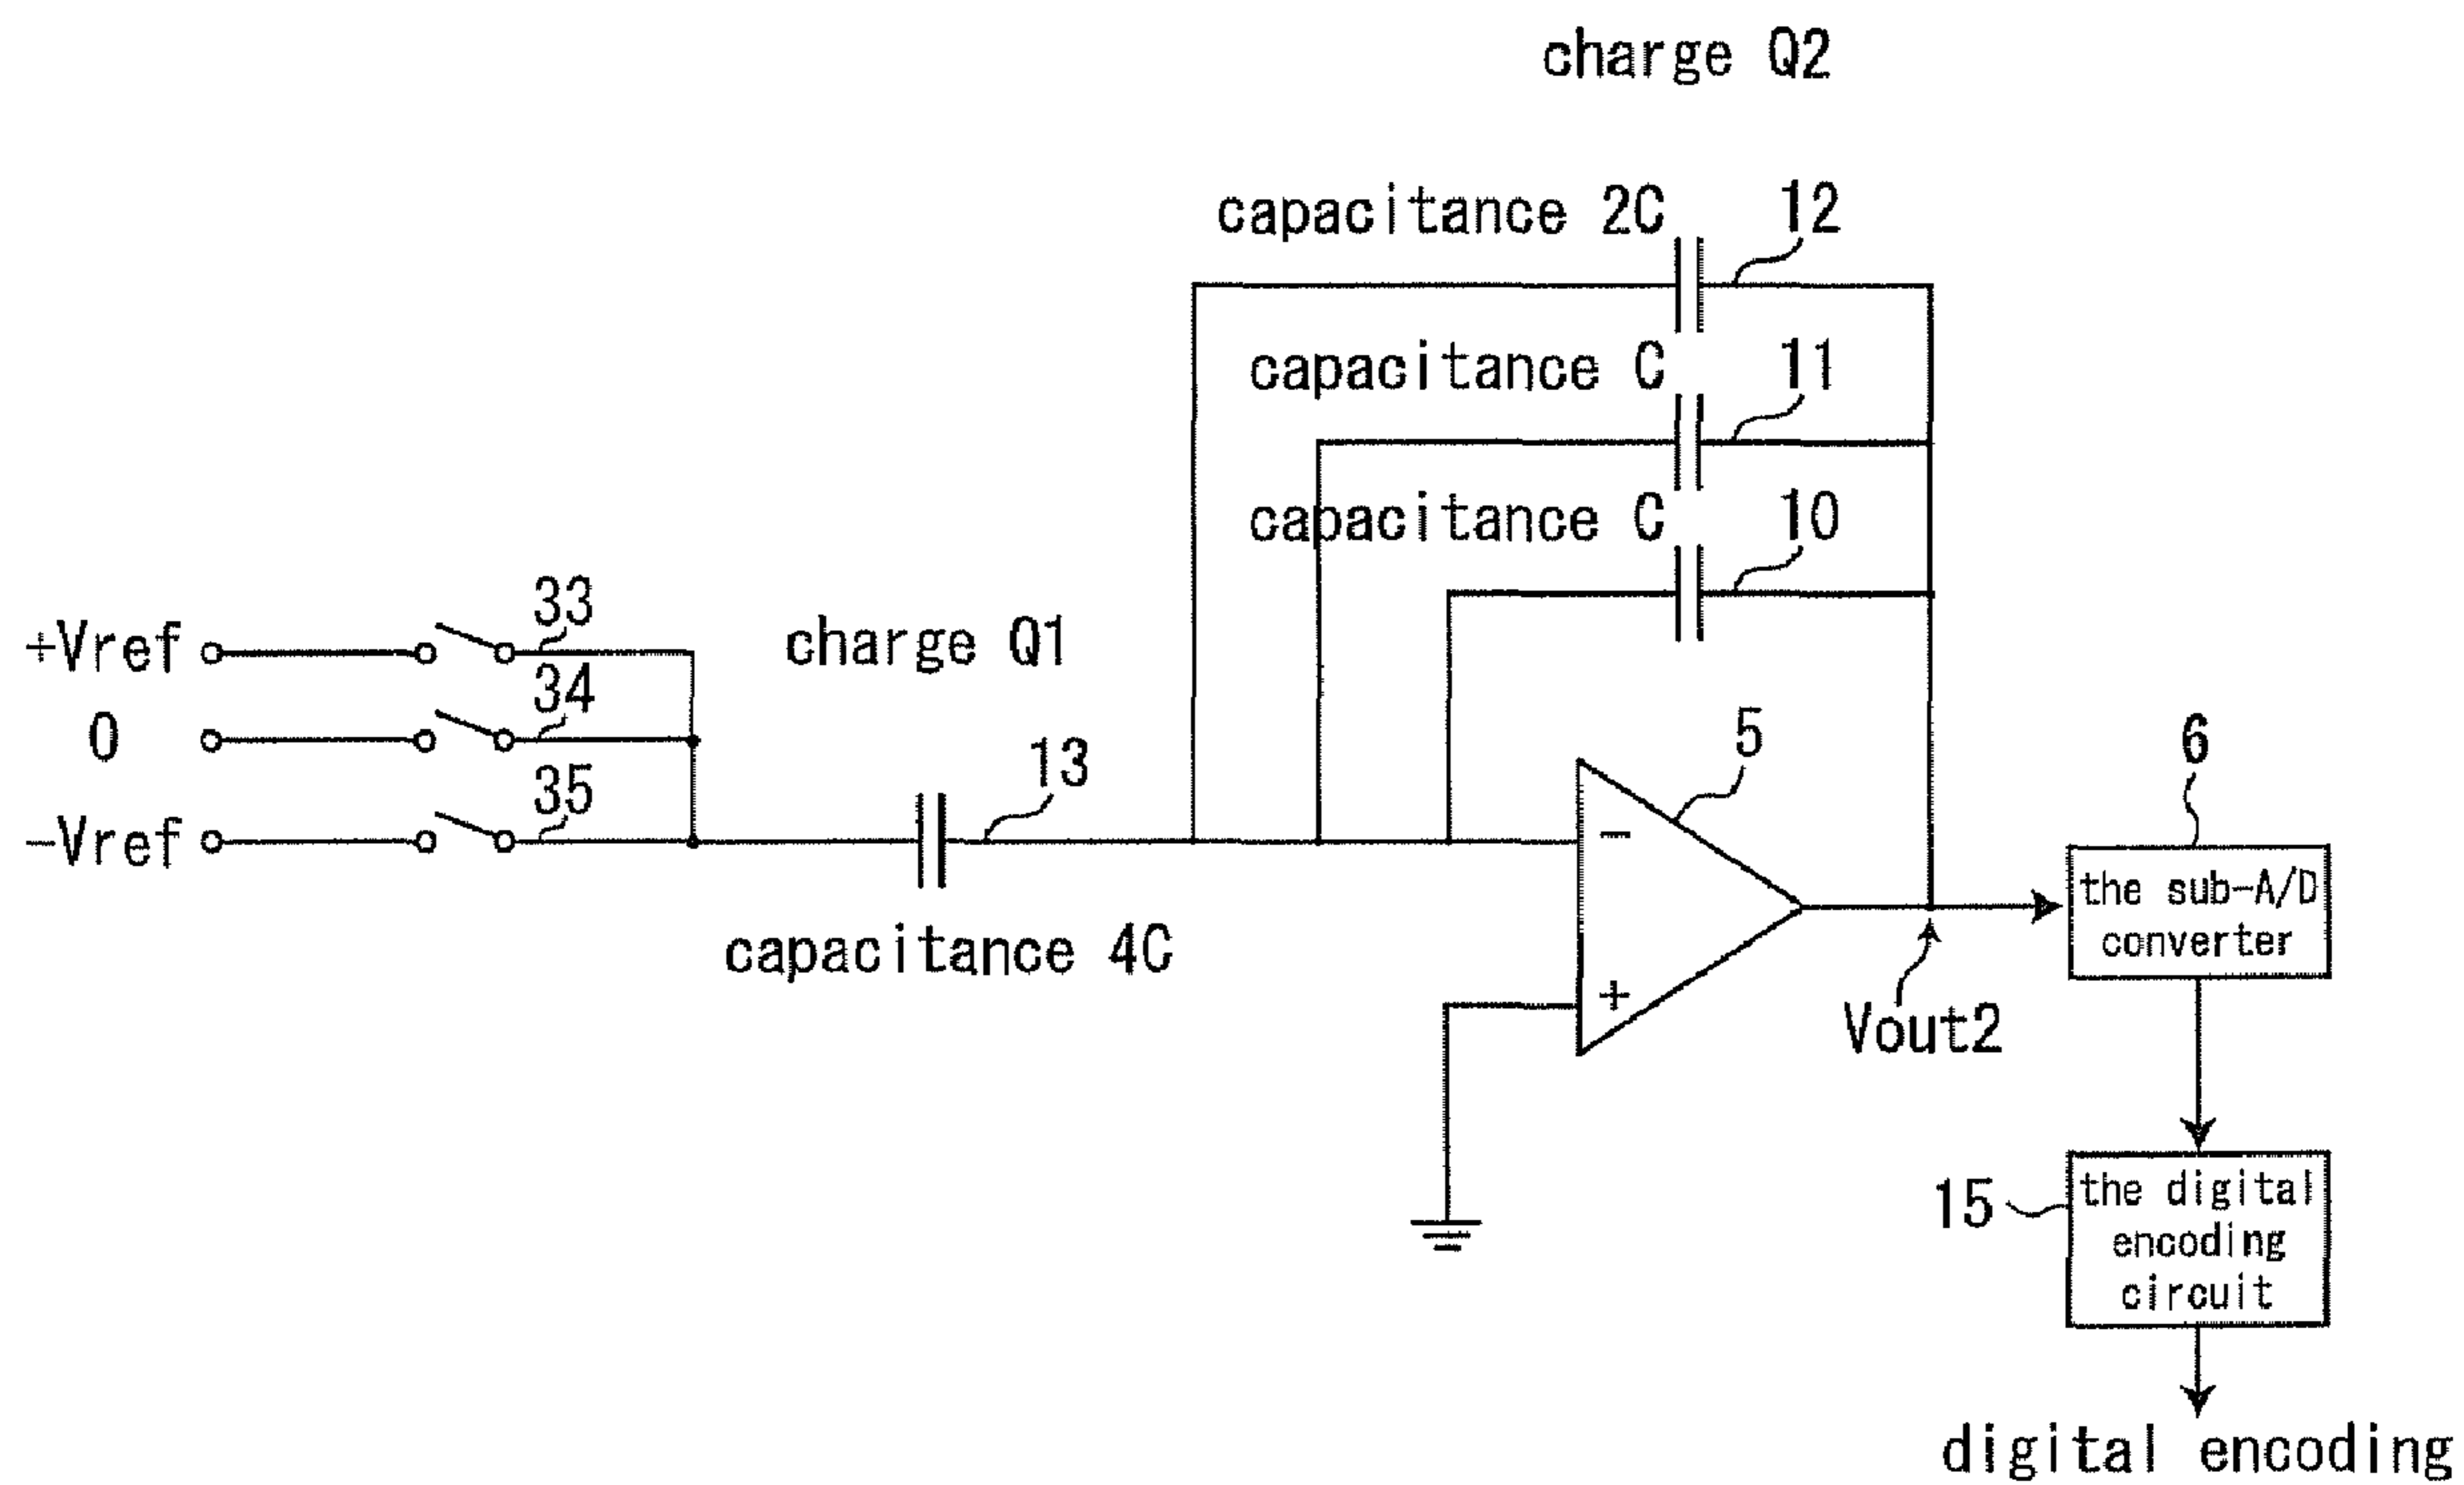 charge Q2
capacitance 2C 12
capacitance C 11
capacitance C 10
+Vref 33
charge Q1
34
0
-Vref 35
13
5
6
-
the sub-A/D
converter
capacitance 4C
+
Vout2
15
the digital
encoding
circuit
digital encoding